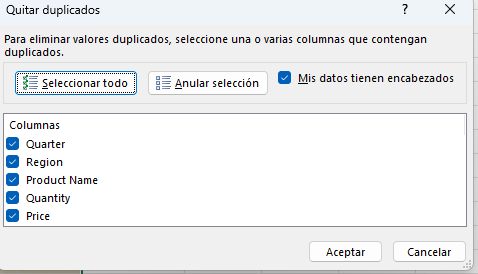 Quitar duplicados
?
Para eliminar valores duplicados, seleccione una o varias columnas que contengan
duplicados.
Seleccionar todo
Anular selección
Mis datos tienen encabezados
Columnas
Quarter
Region
Product Name
Quantity
Price
Aceptar
Cancelar